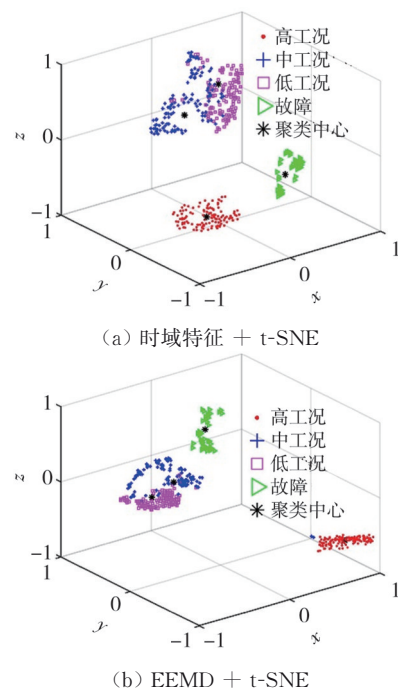 高工况
中工况
低工况
故障
聚类中心
1
0
-1
z
1
0
-1
y
-1
0
1
x
(a) 时域特征 + t-SNE
高工况
中工况
低工况
故障
聚类中心
1
0
-1
z
1
0
-1
y
-1
0
1
x
(b) EEMD + t-SNE